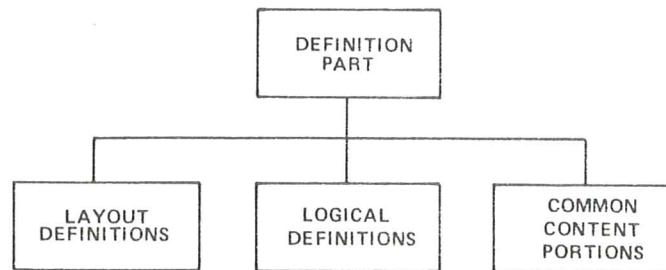 DEFINITION
PART
LAYOUT
DEFINITIONS
LOGICAL
DEFINITIONS
COMMON
CONTENT
PORTIONS